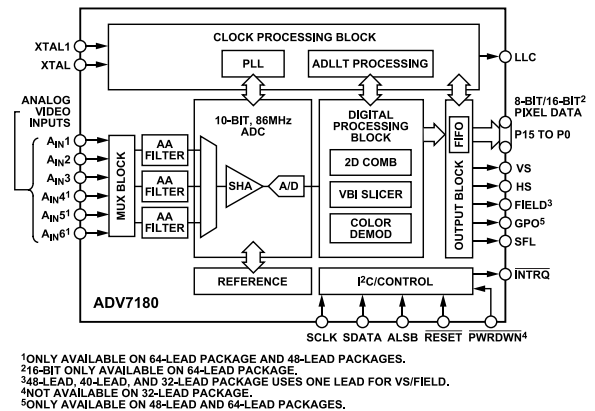 CLOCK PROCESSING BLOCK
XTAL1
XTAL
PLL
ADLLT PROCESSING
LLC
ANALOG
VIDEO
INPUTS
8-BIT/16-BIT²
PIXEL DATA
P15 TO P0
10-BIT, 86MHz
ADC
DIGITAL
PROCESSING
BLOCK
FIFO
OUTPUT BLOCK
AIN1
AIN2
AIN3
AIN4¹
AIN5¹
AIN6¹
MUX BLOCK
AA
FILTER
AA
FILTER
AA
FILTER
SHA
A/D
2D COMB
VBI SLICER
COLOR
DEMOD
VS
HS
FIELD³
GPO⁵
SFL
REFERENCE
I²C/CONTROL
INTRQ
ADV7180
SCLK SDATA ALSB RESET PWRDWN⁴
¹ONLY AVAILABLE ON 64-LEAD PACKAGE AND 48-LEAD PACKAGES.
²16-BIT ONLY AVAILABLE ON 64-LEAD PACKAGE.
³48-LEAD, 40-LEAD, AND 32-LEAD PACKAGE USES ONE LEAD FOR VS/FIELD.
⁴NOT AVAILABLE ON 32-LEAD PACKAGE.
⁵ONLY AVAILABLE ON 48-LEAD AND 64-LEAD PACKAGES.